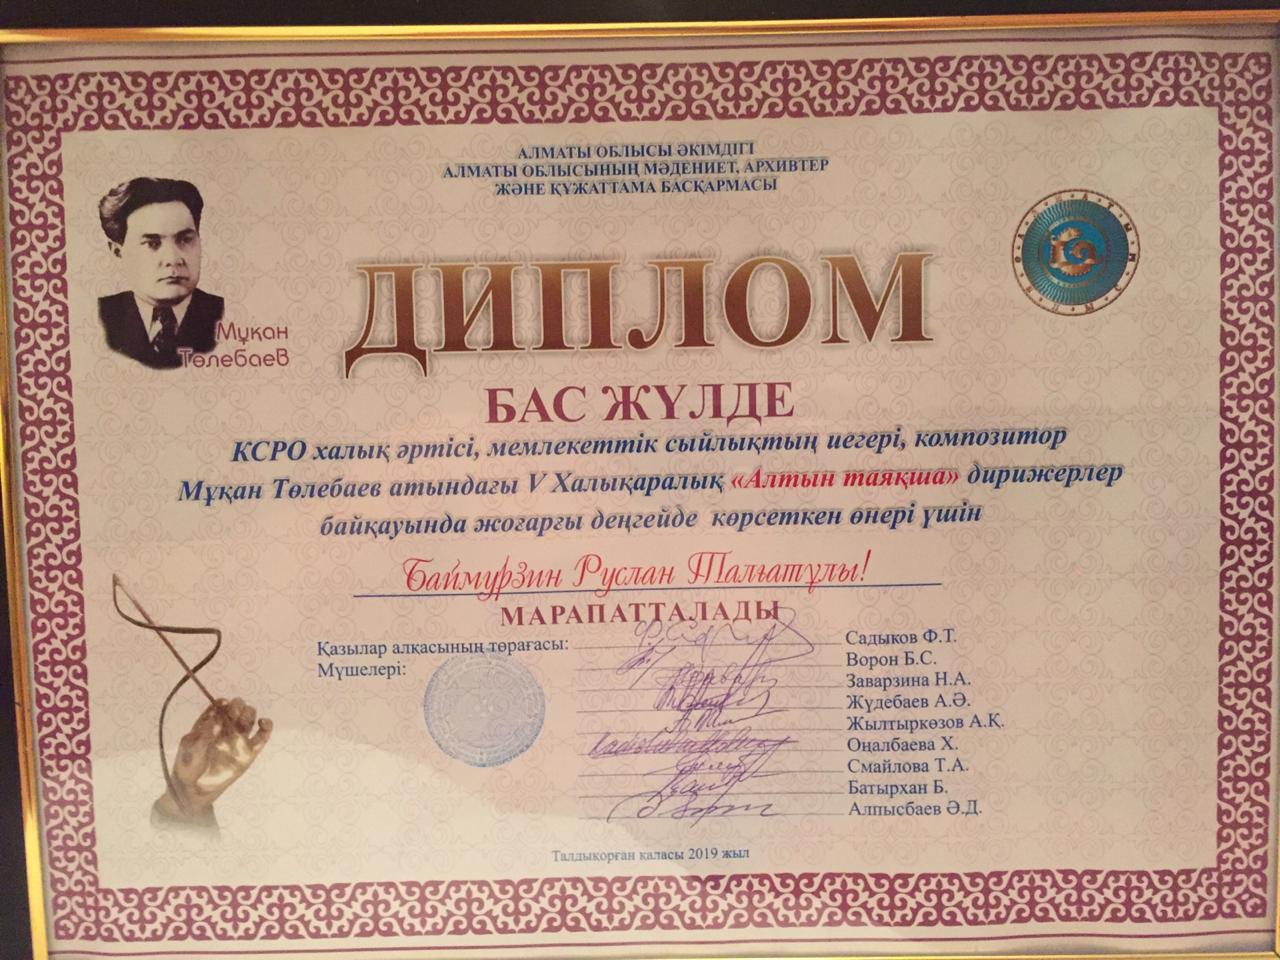 АЛМАТЫ ОБЛЫСЫ ӘКІМДІГІ
АЛМАТЫ ОБЛЫСЫНЫҢ МӘДЕНИЕТ, АРХИВТЕР
ЖӘНЕ ҚҰЖАТТАМА БАСҚАРМАСЫ
Мұқан
Төлебаев
ДИПЛОМ
БАС ЖҮЛДЕ
КСРО халық әртісі, мемлекеттік сыйлықтың иегері, композитор
Мұқан Төлебаев атындағы V Халықаралық «Алтын таяқша» дирижерлер
байқауында жоғарғы деңгейде көрсеткен өнері үшін
Баймурзин Руслан Талғатұлы!
МАРАПАТТАЛАДЫ
Қазылар алқасының төрағасы: Садыков Ф.Т.
Мүшелері: Ворон Б.С.
Заварзина Н.А.
Жүдебаев А.Ә.
Жылтыркөзов А.Қ.
Оңалбаева Х.
Смайлова Т.А.
Батырхан Б.
Алпысбаев Ә.Д.
Талдықорған қаласы 2019 жыл